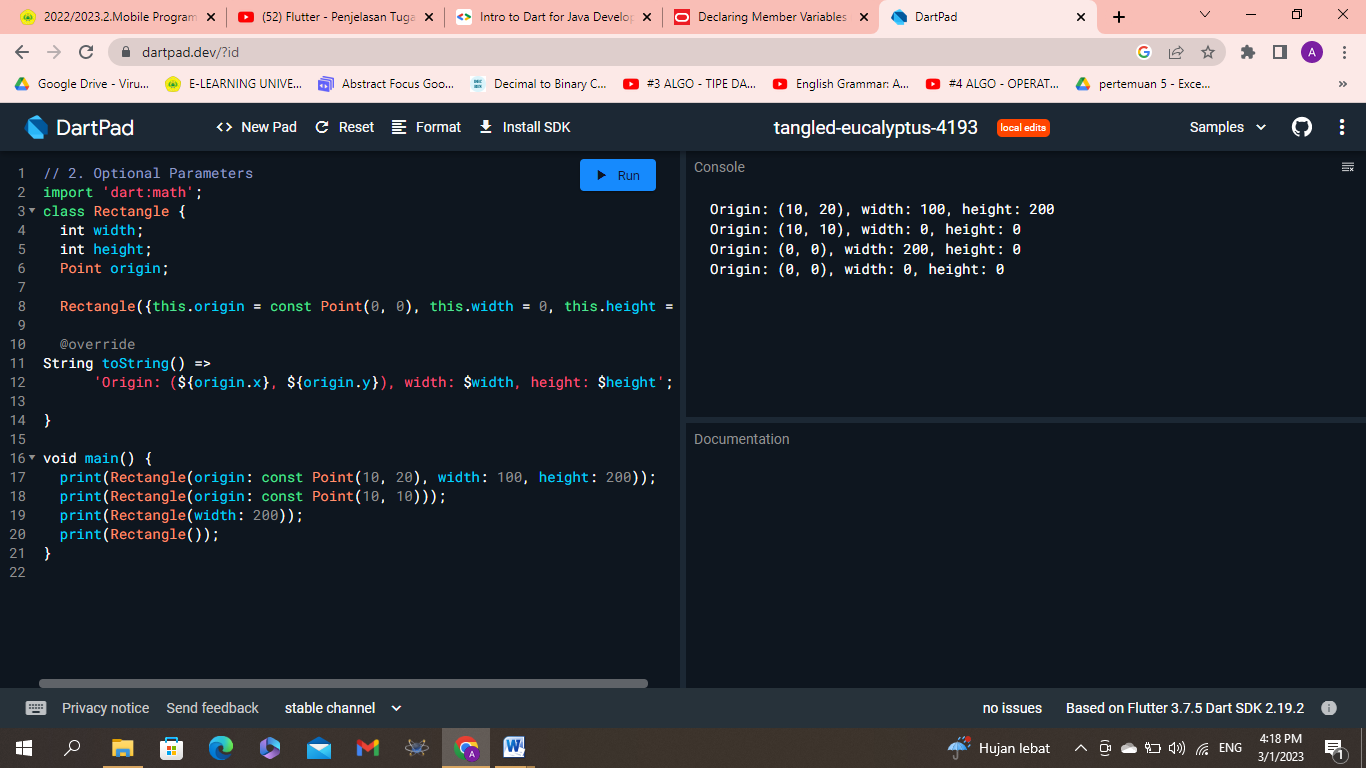 2022/2023.2.Mobile Program
(52) Flutter - Penjelasan Tuga
Intro to Dart for Java Develop
Declaring Member Variables
DartPad
dartpad.dev/?id
A
Google Drive - Viru...
E-LEARNING UNIVE...
Abstract Focus Goo...
Decimal to Binary C...
#3 ALGO - TIPE DA...
English Grammar: A...
#4 ALGO - OPERAT...
pertemuan 5 - Exce...
»
DartPad
<> New Pad
Reset
Format
Install SDK
tangled-eucalyptus-4193
local edits
Samples
Run
1 // 2. Optional Parameters
2 import 'dart:math';
3 class Rectangle {
4 int width;
5 int height;
6 Point origin;
7
8 Rectangle({this.origin = const Point(0, 0), this.width = 0, this.height =
9
10 @override
11 String toString() =>
12 'Origin: (${origin.x}, ${origin.y}), width: $width, height: $height';
13
14 }
15
16 void main() {
17 print(Rectangle(origin: const Point(10, 20), width: 100, height: 200));
18 print(Rectangle(origin: const Point(10, 10)));
19 print(Rectangle(width: 200));
20 print(Rectangle());
21 }
22
Console
Origin: (10, 20), width: 100, height: 200
Origin: (10, 10), width: 0, height: 0
Origin: (0, 0), width: 200, height: 0
Origin: (0, 0), width: 0, height: 0
Documentation
Privacy notice
Send feedback
stable channel
no issues
Based on Flutter 3.7.5 Dart SDK 2.19.2
A
W
Hujan lebat
ENG
4:18 PM
3/1/2023
1